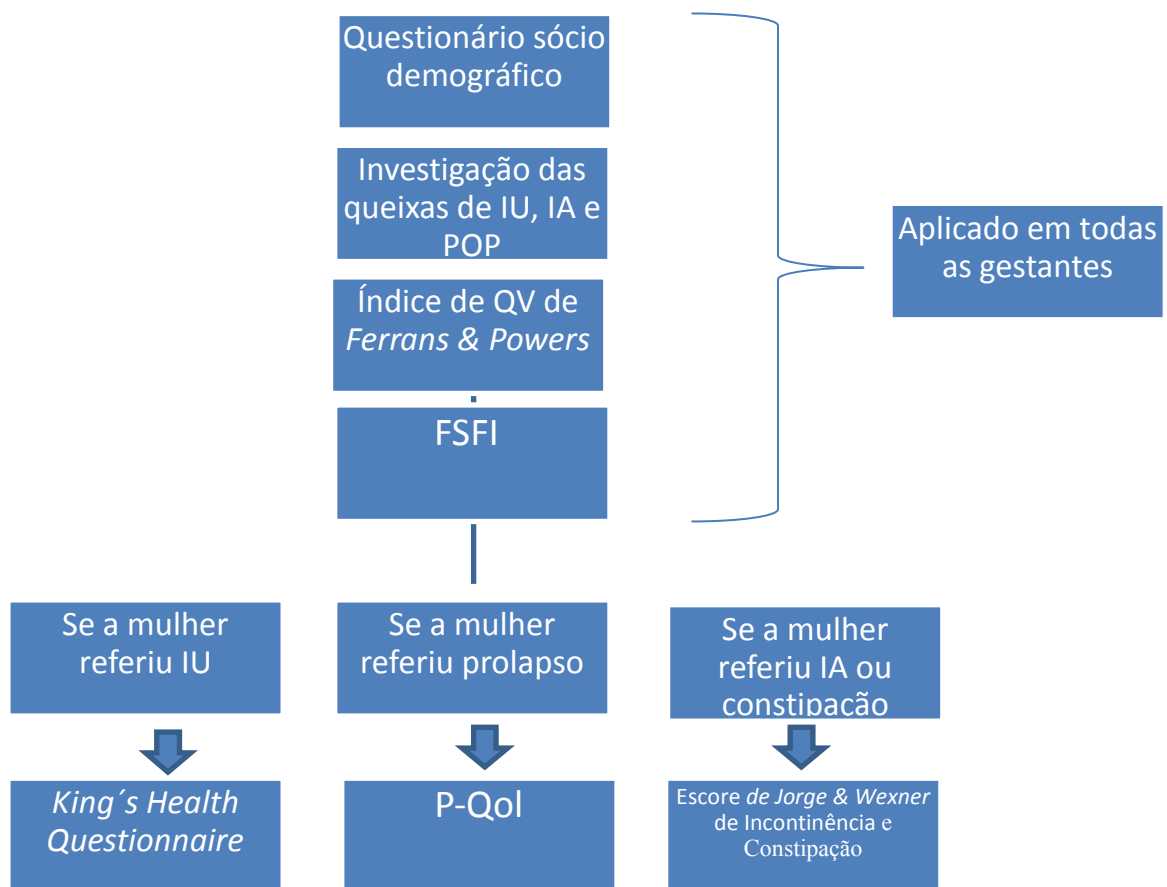 Questionário sócio
demográfico
Investigação das
queixas de IU, IA e
POP
Índice de QV de
Ferrans & Powers
FSFI
Aplicado em todas
as gestantes
Se a mulher
referiu IU
Se a mulher
referiu prolapso
Se a mulher
referiu IA ou
constipação
King´s Health
Questionnaire
P-Qol
Escore de Jorge & Wexner
de Incontinência e
Constipação